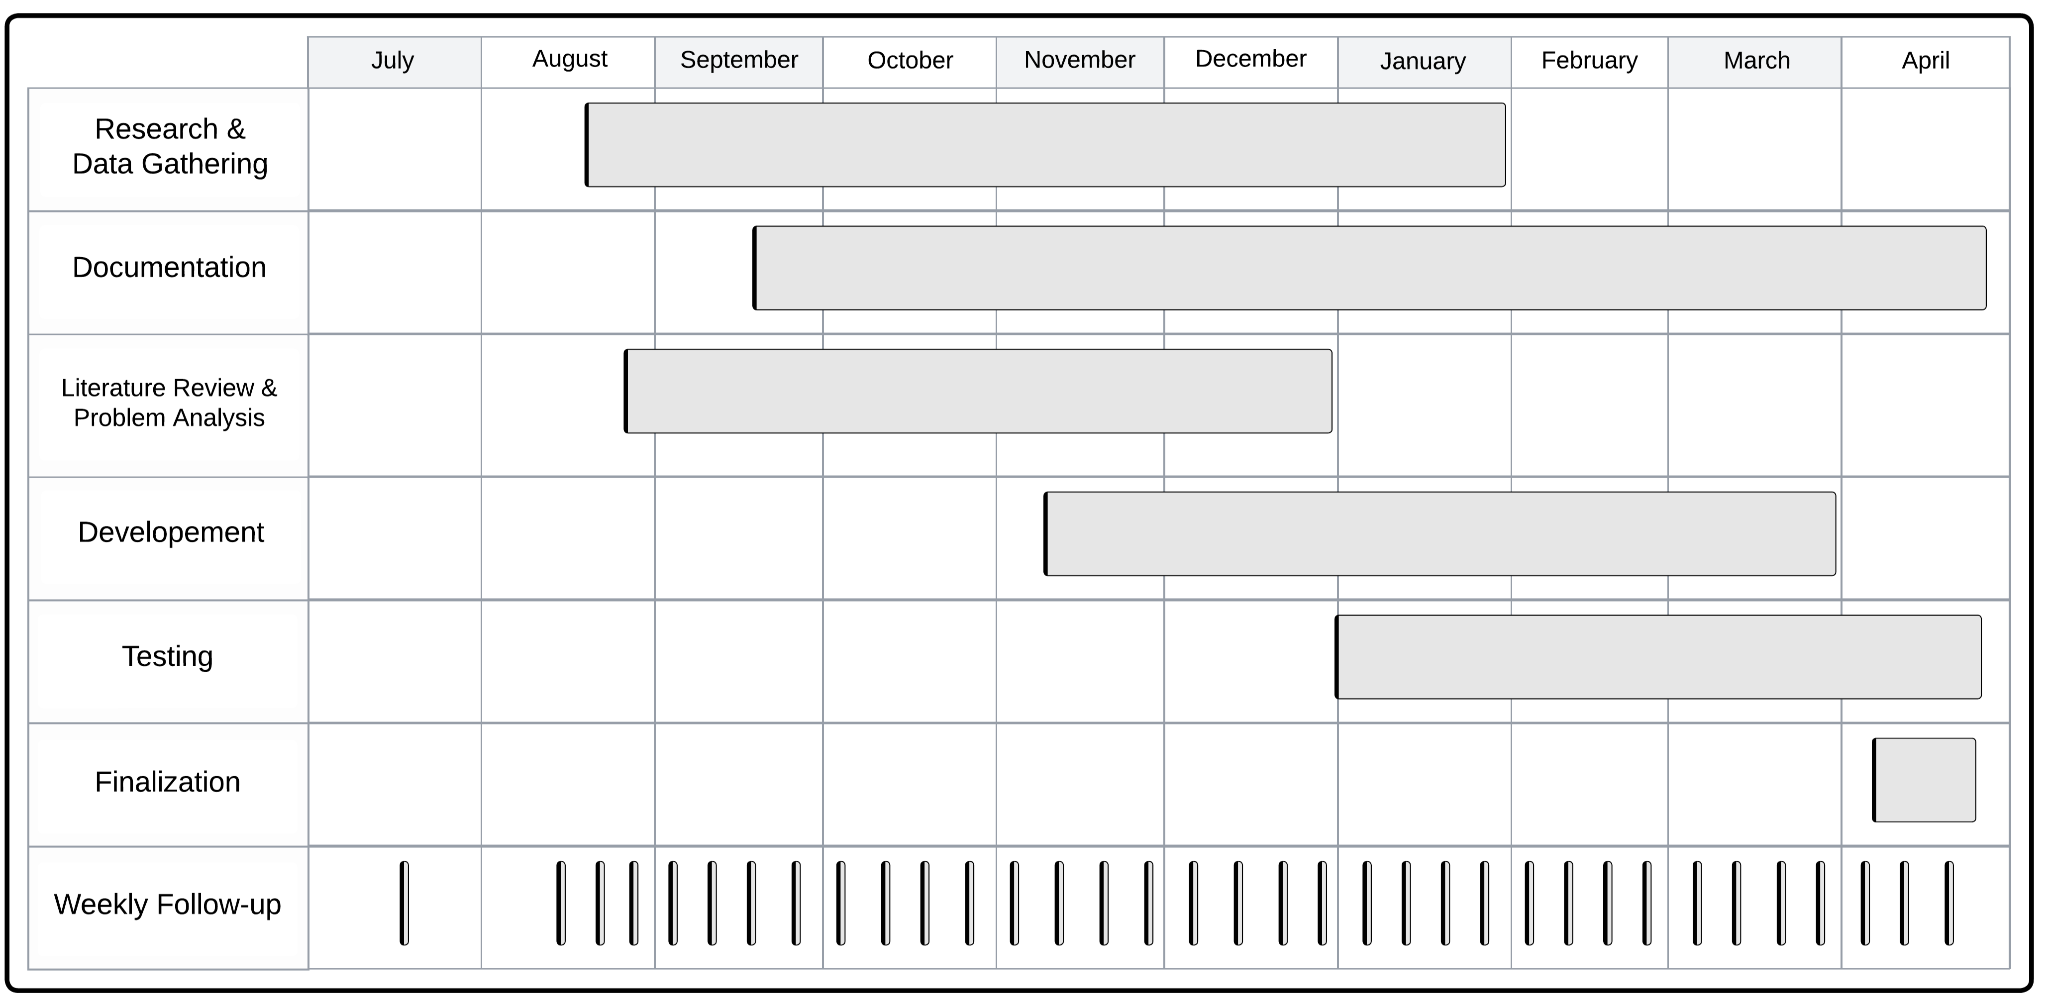 July
August
September
October
November
December
January
February
March
April
Research &
Data Gathering
Documentation
Literature Review &
Problem Analysis
Developement
Testing
Finalization
Weekly Follow-up